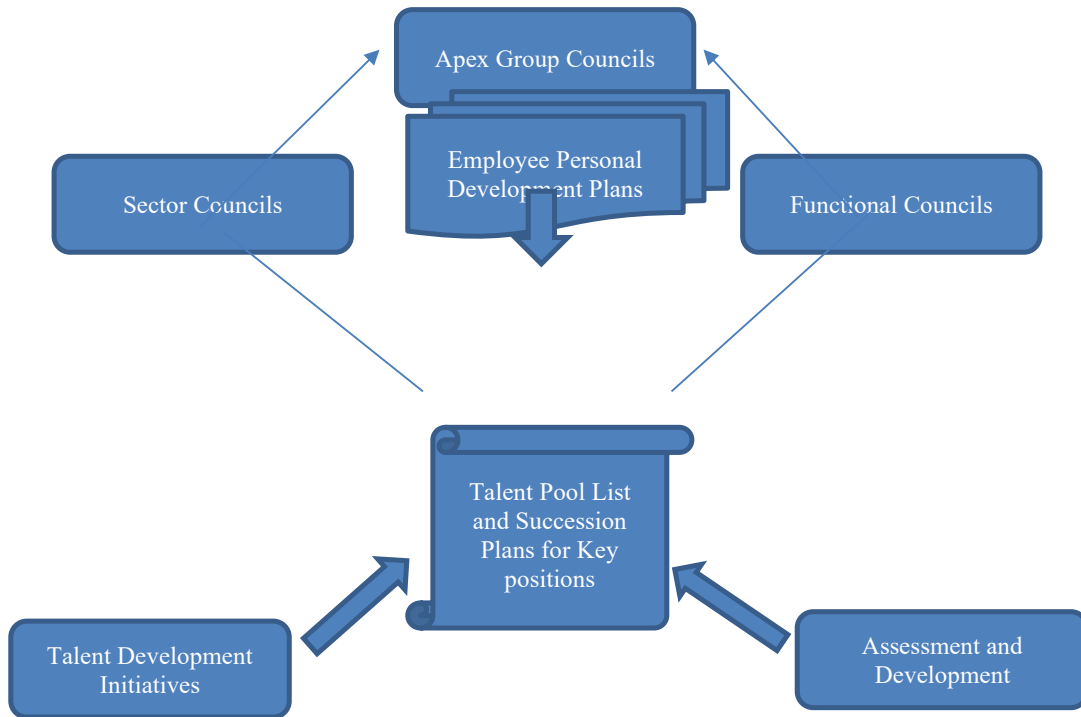 Apex Group Councils
Employee Personal
Development Plans
Sector Councils
Functional Councils
Talent Pool List
and Succession
Plans for Key
positions
Talent Development
Initiatives
Assessment and
Development